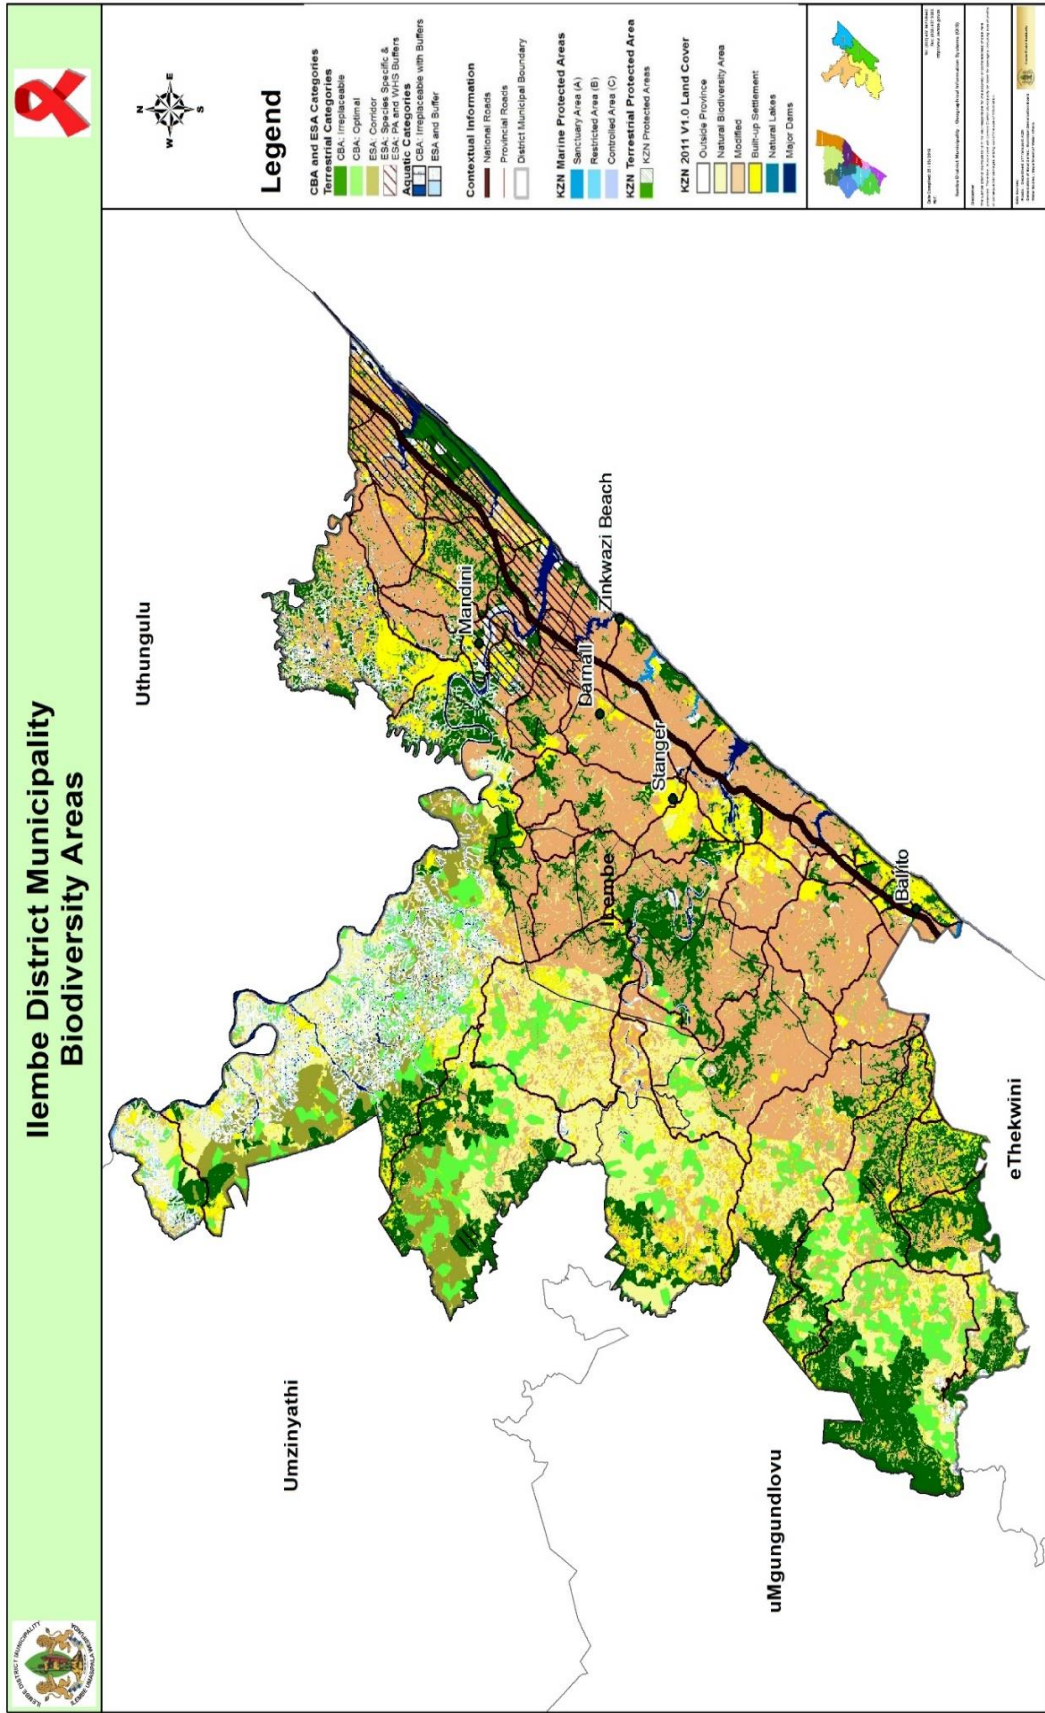 Ilembe District Municipality
Biodiversity Areas
ILEMBE DISTRICT MUNICIPALITY
N
W
E
S
Uthungulu
Umzinyathi
uMgungundlovu
eThekwini
Mandini
Zinkwazi Beach
Darnall
Stanger
Ballito
Legend
CBA and ESA Categories
Terrestrial Categories
CBA: Irreplaceable
CBA: Optimal
ESA: Corridor
ESA: Species Specific &
ESA: PA and WHS Buffers
Aquatic Categories
CBA: Irreplaceable with Buffers
ESA and Buffer
Contextual Information
National Roads
Provincial Roads
District Municipal Boundary
KZN Marine Protected Areas
Sanctuary Area (A)
Restricted Area (B)
Controlled Area (C)
KZN Terrestrial Protected Area
KZN Protected Areas
KZN 2011 V1.0 Land Cover
Outside Province
Natural Biodiversity Area
Modified
Built-up Settlement
Natural Lakes
Major Dams